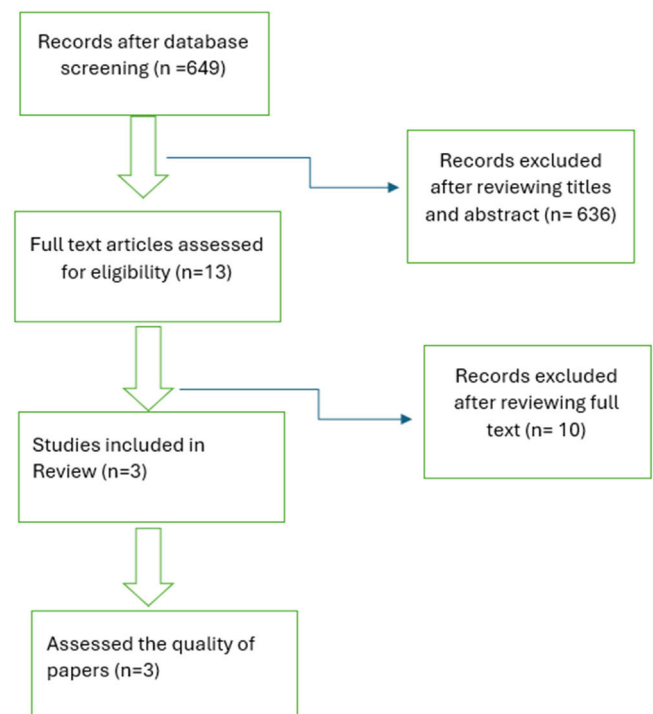 Records after database
screening (n =649)
Records excluded
after reviewing titles
and abstract (n= 636)
Full text articles assessed
for eligibility (n=13)
Records excluded
after reviewing full
text (n= 10)
Studies included in
Review (n=3)
Assessed the quality of
papers (n=3)